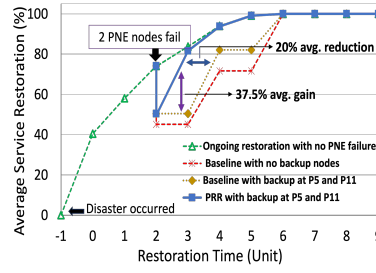 Average Service Restoration (%)
100
80
60
40
20
0
2 PNE nodes fail
20% avg. reduction
37.5% avg. gain
Ongoing restoration with no PNE failure
Baseline with no backup nodes
Baseline with backup at P5 and P11
PRR with backup at P5 and P11
Disaster occurred
-1 0 1 2 3 4 5 6 7 8
Restoration Time (Unit)